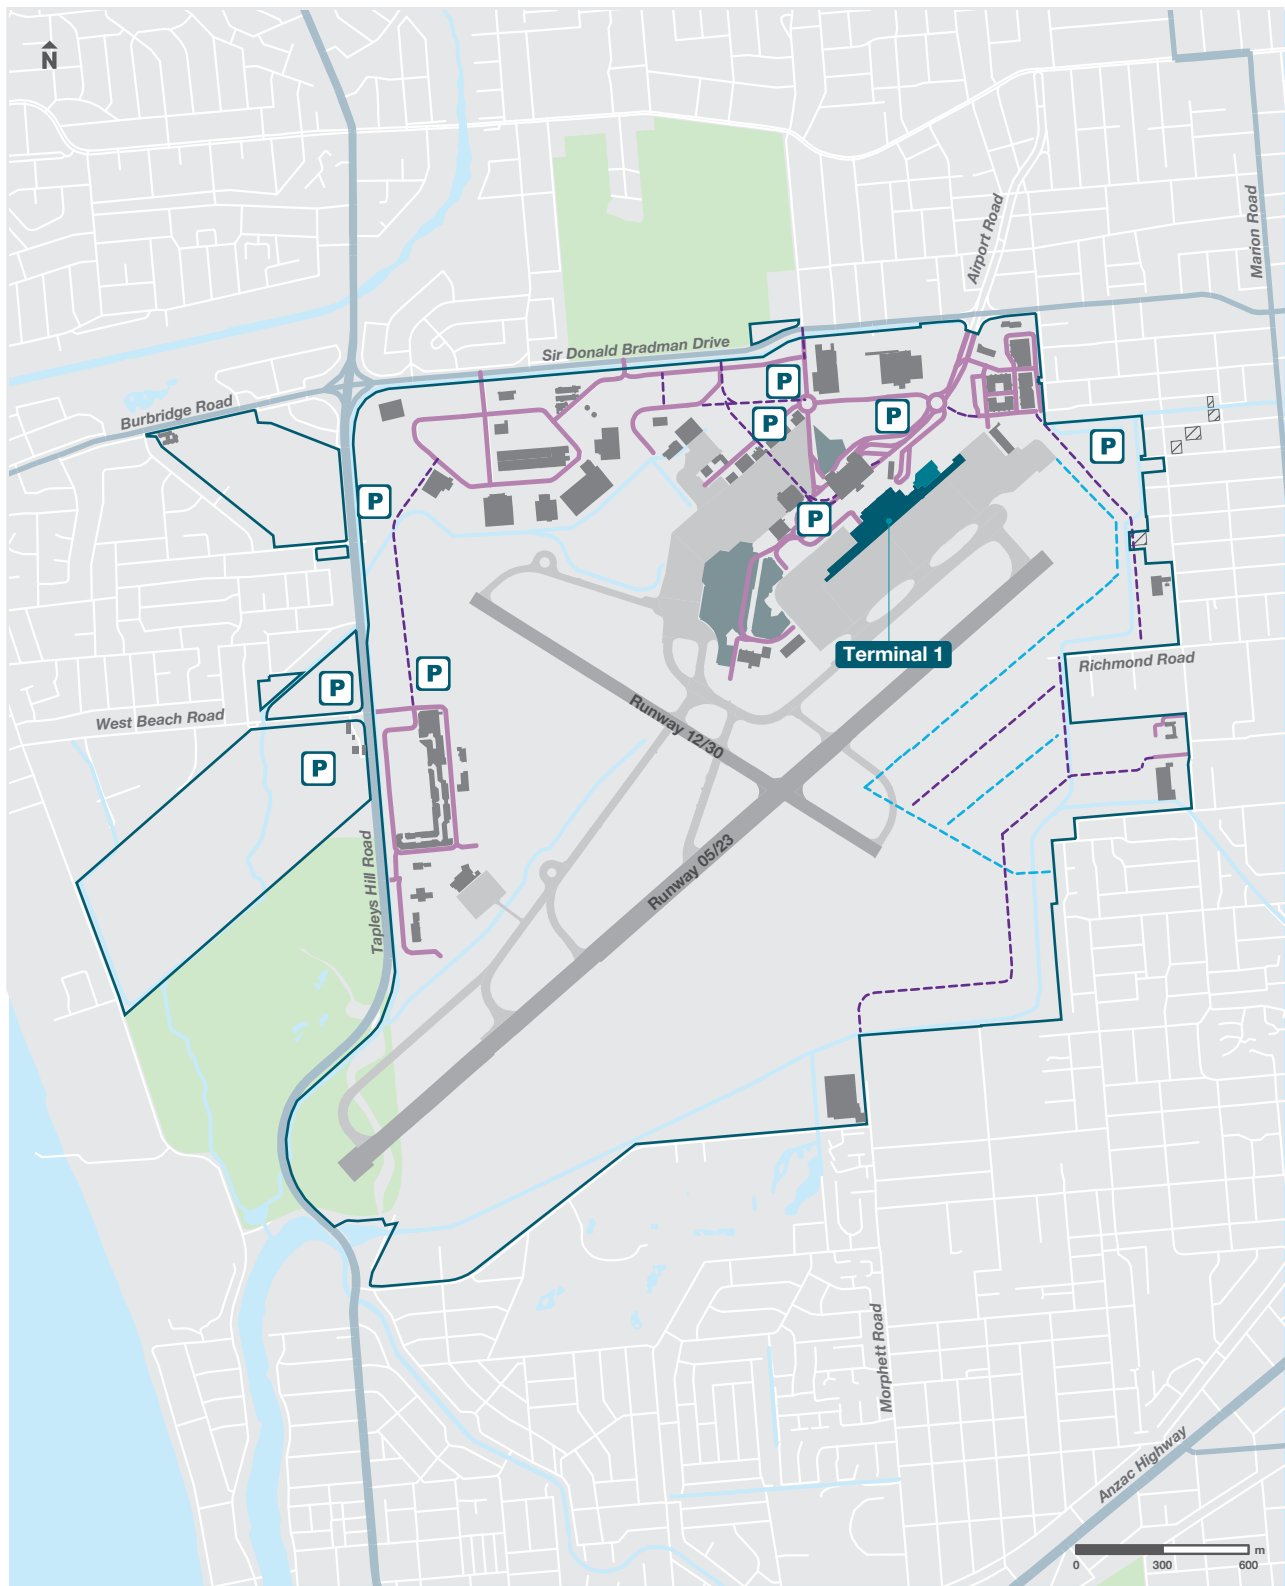 N
Marion Road
Airport Road
Sir Donald Bradman Drive
Burbridge Road
P
P
P
P
P
P
P
Terminal 1
Richmond Road
P
P
West Beach Road
Runway 12/30
P
Runway 05/23
Tapleys Hill Road
Morphett Road
Anzac Highway
m
0 300 600